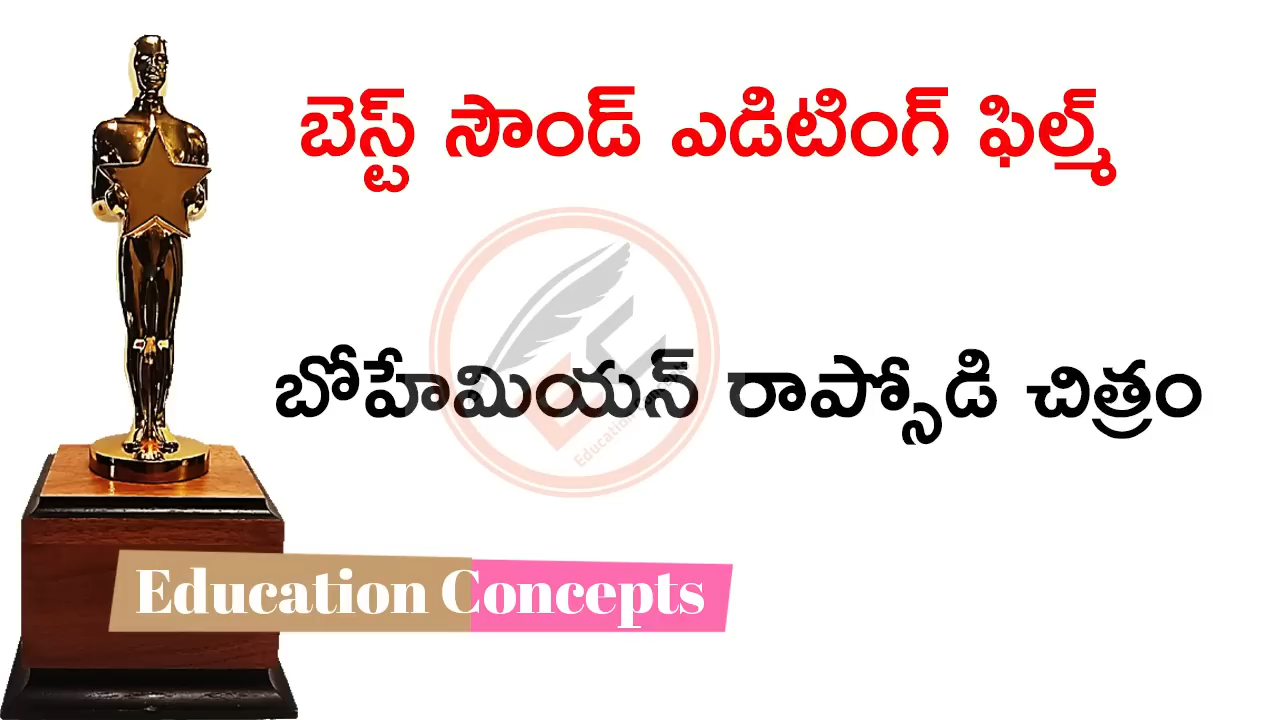 బెస్ట్ సౌండ్ ఎడిటింగ్ ఫిల్మ్
బోహేమియన్ రాప్సోడి చిత్రం
Education Concepts